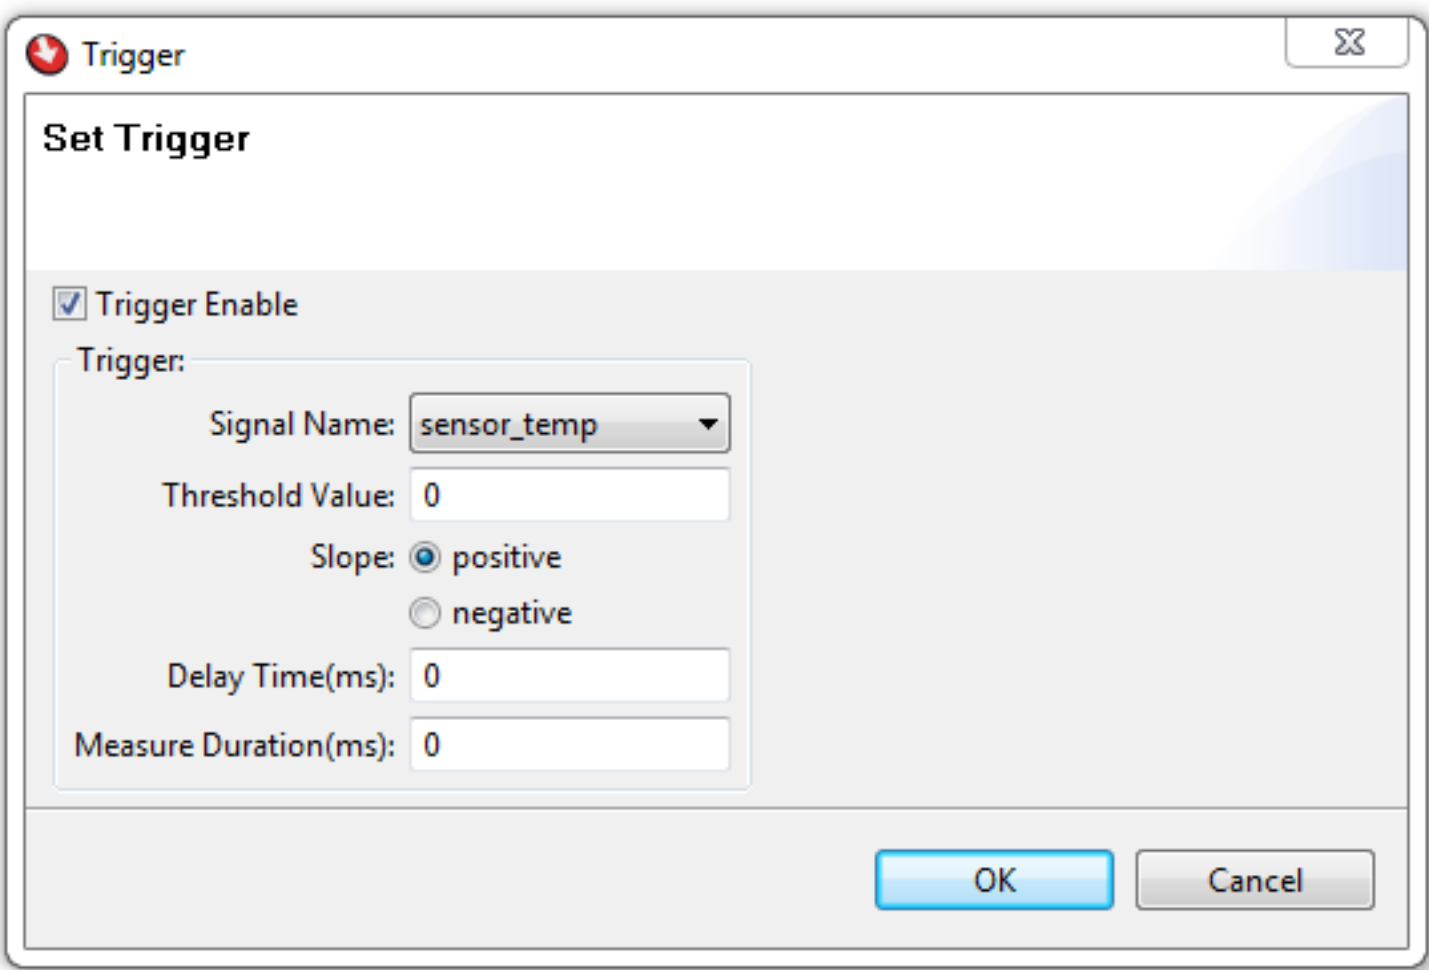 Trigger
Set Trigger
Trigger Enable
Trigger:
Signal Name: sensor_temp
Threshold Value: 0
Slope: positive
negative
Delay Time(ms): 0
Measure Duration(ms): 0
OK Cancel